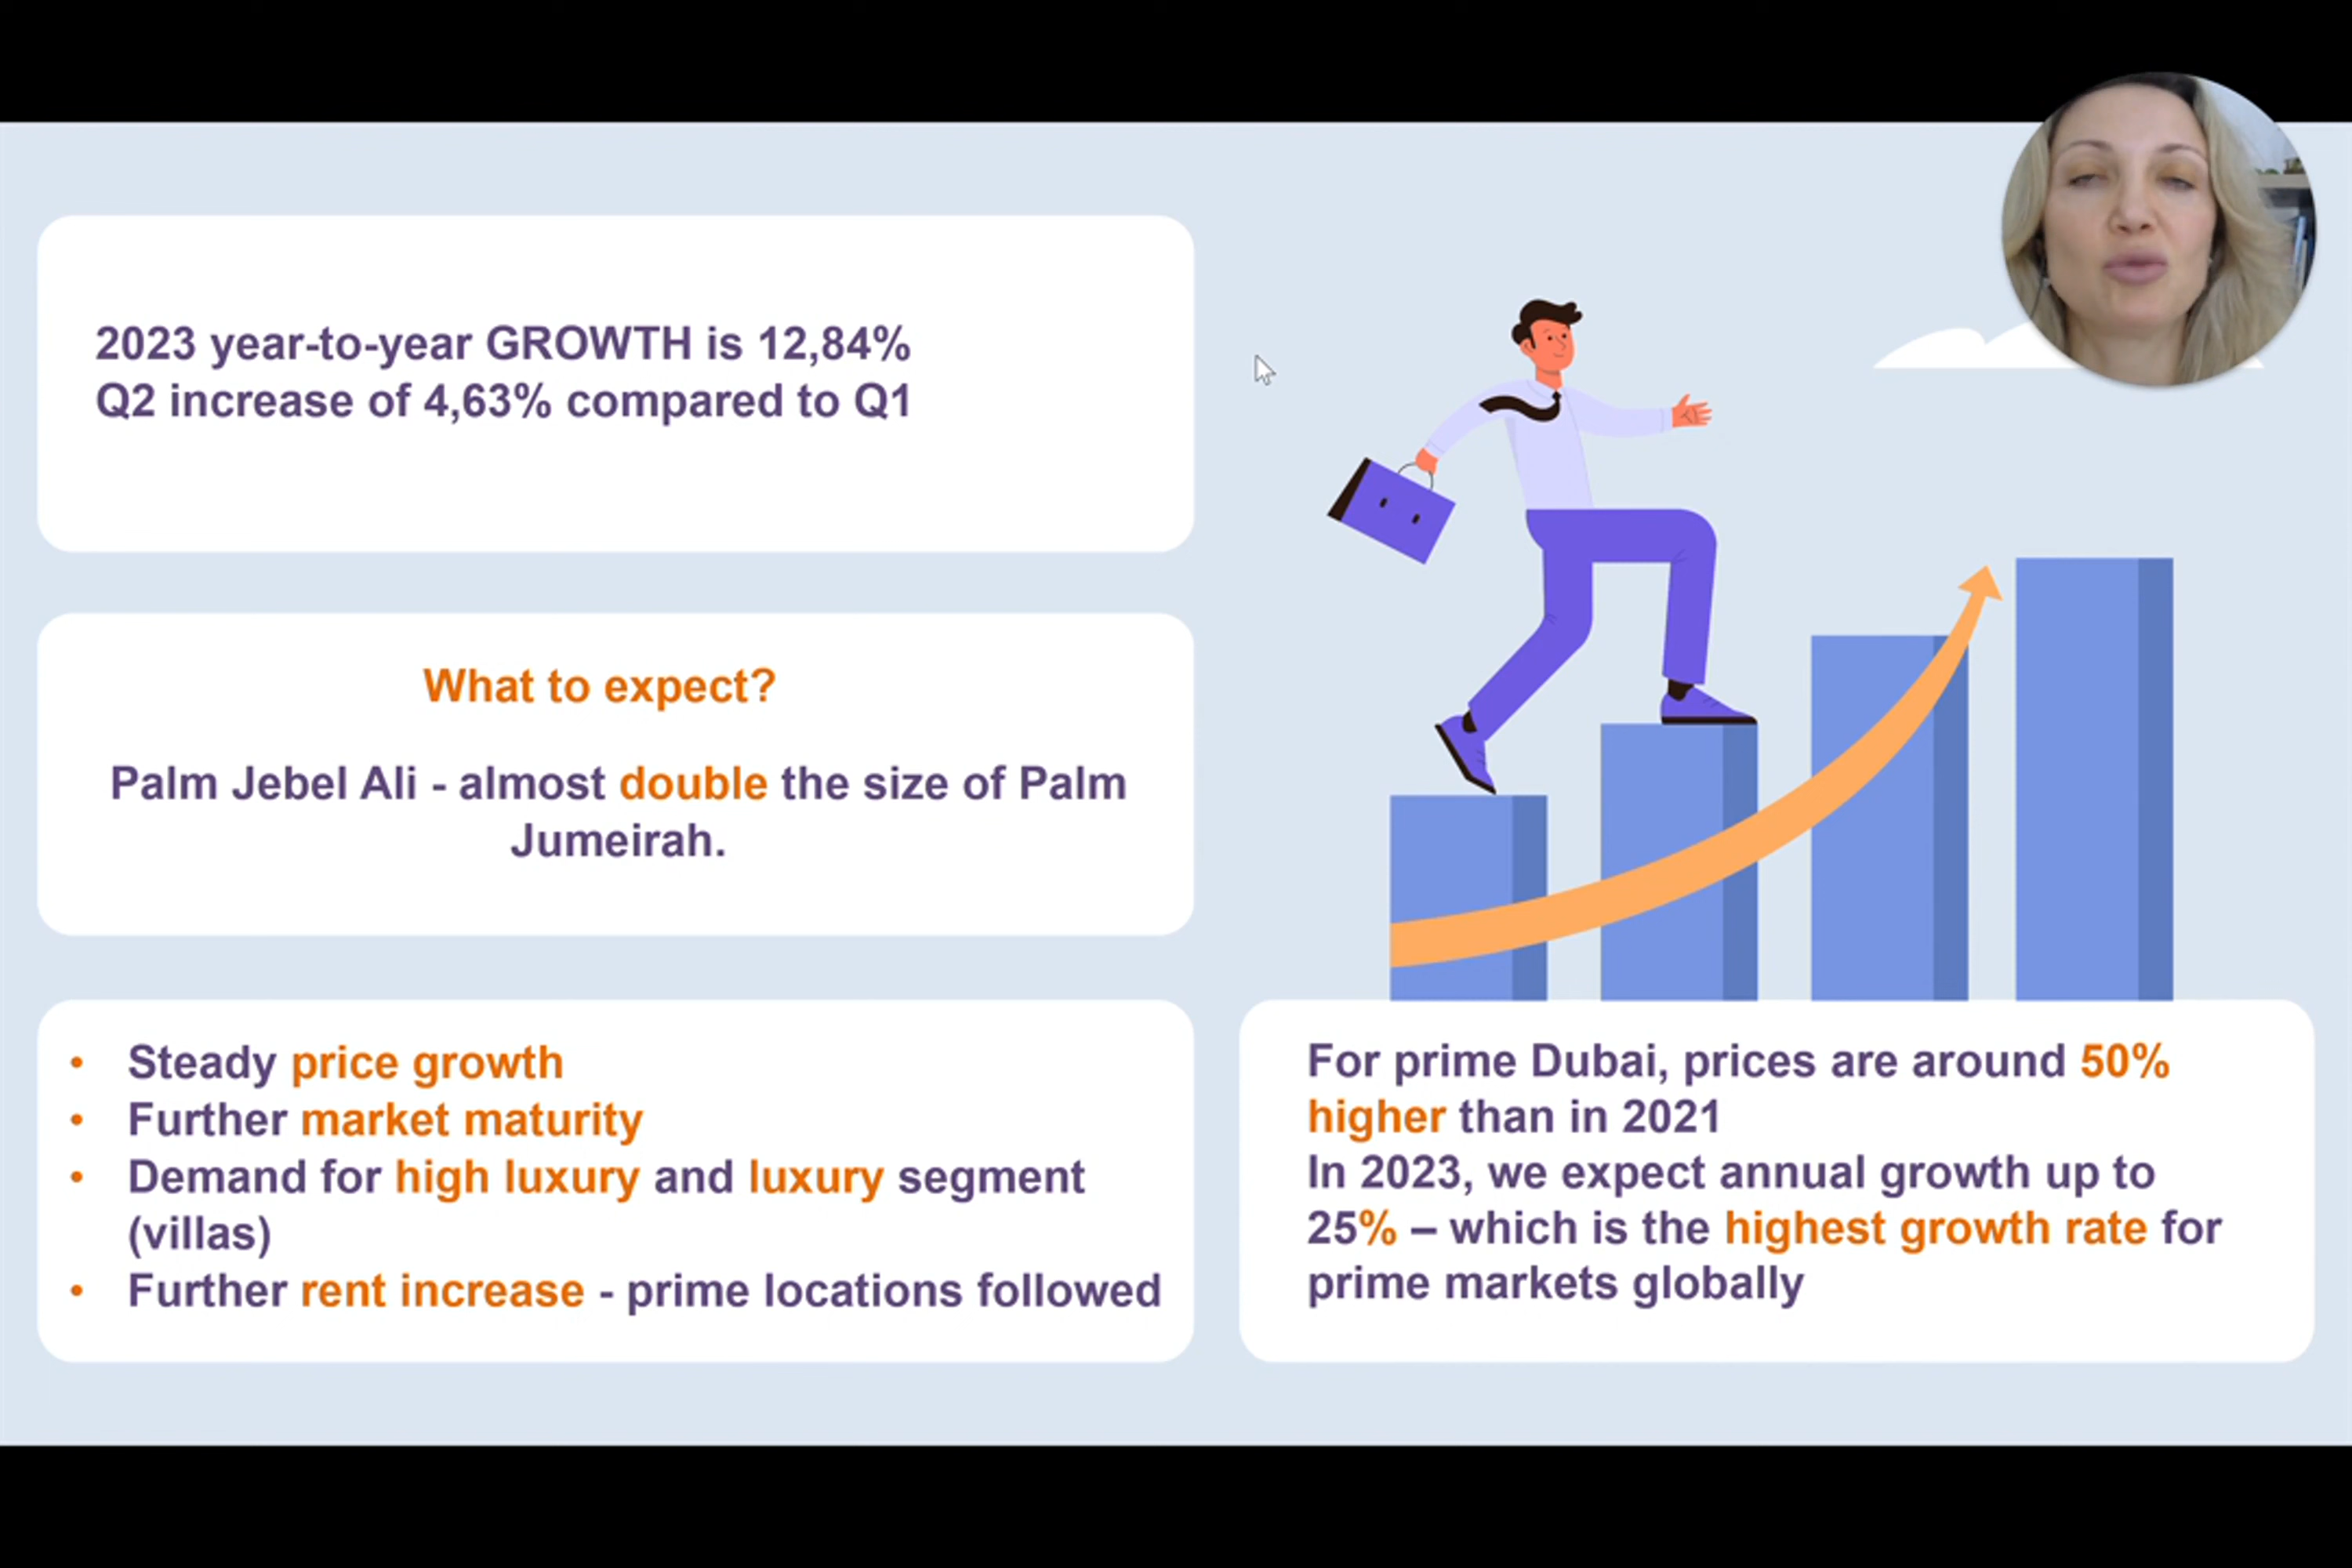 2023 year-to-year GROWTH is 12,84%
Q2 increase of 4,63% compared to Q1
What to expect?
Palm Jebel Ali - almost double the size of Palm
Jumeirah.
• Steady price growth
• Further market maturity
• Demand for high luxury and luxury segment
(villas)
• Further rent increase - prime locations followed
For prime Dubai, prices are around 50%
higher than in 2021
In 2023, we expect annual growth up to
25% – which is the highest growth rate for
prime markets globally